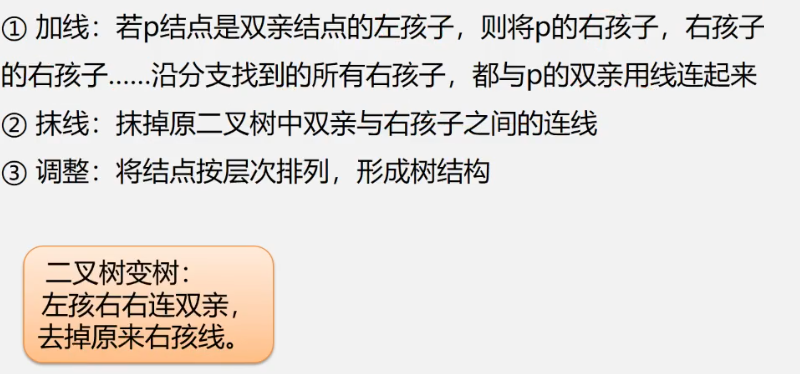 ① 加线：若p结点是双亲结点的左孩子，则将p的右孩子，右孩子
的右孩子……沿分支找到的所有右孩子，都与p的双亲用线连起来
② 抹线：抹掉原二叉树中双亲与右孩子之间的连线
③ 调整：将结点按层次排列，形成树结构
二叉树变树：
左孩右右连双亲，
去掉原来右孩线。